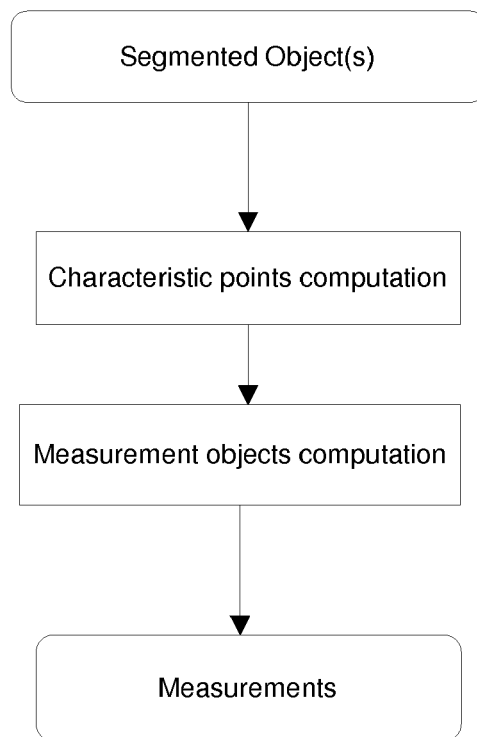 Segmented Object(s)
Characteristic points computation
Measurement objects computation
Measurements